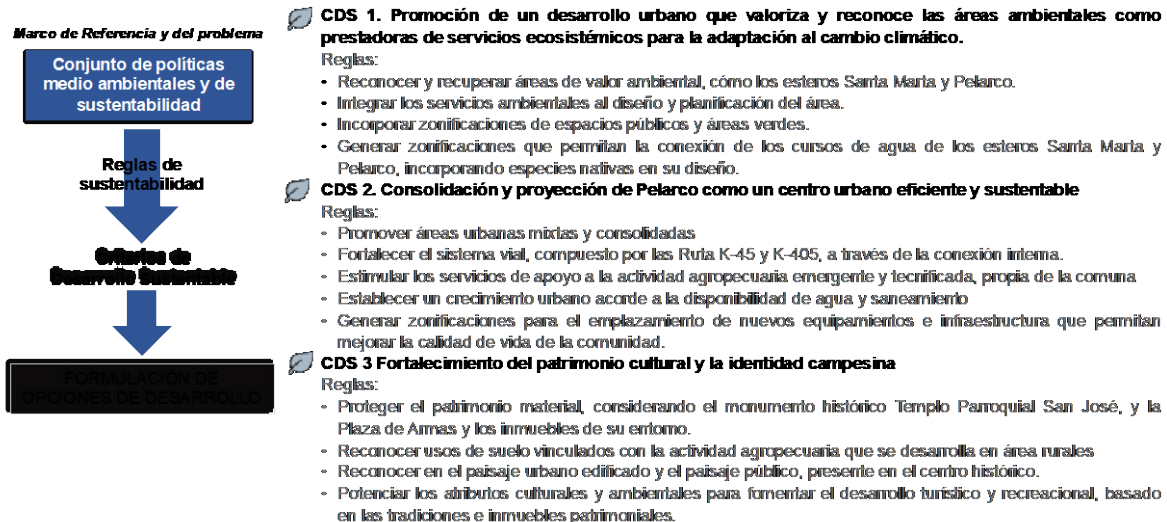 Marco de Referencia y del problema
Conjunto de políticas
medio ambientales y de
sustentabilidad
Reglas de
sustentabilidad
Criterios de
Desarrollo Sustentable
FORMULACIÓN DE
OPCIONES DE DESARROLLO
CDS 1. Promoción de un desarrollo urbano que valoriza y reconoce las áreas ambientales como
prestadoras de servicios ecosistémicos para la adaptación al cambio climático.
Reglas:
• Reconocer y recuperar áreas de valor ambiental, cómo los esteros Santa Marta y Pelarco.
• Integrar los servicios ambientales al diseño y planificación del área.
• Incorporar zonificaciones de espacios públicos y áreas verdes.
• Generar zonificaciones que permitan la conexión de los cursos de agua de los esteros Santa Marta y
Pelarco, incorporando especies nativas en su diseño.
CDS 2. Consolidación y proyección de Pelarco como un centro urbano eficiente y sustentable
Reglas:
- Promover áreas urbanas mixtas y consolidadas
- Fortalecer el sistema vial, compuesto por las Ruta K-45 y K-405, a través de la conexión interna.
- Estimular los servicios de apoyo a la actividad agropecuaria emergente y tecnificada, propia de la comuna
- Establecer un crecimiento urbano acorde a la disponibilidad de agua y saneamiento
- Generar zonificaciones para el emplazamiento de nuevos equipamientos e infraestructura que permitan
mejorar la calidad de vida de la comunidad.
CDS 3 Fortalecimiento del patrimonio cultural y la identidad campesina
Reglas:
- Proteger el patrimonio material, considerando el monumento histórico Templo Parroquial San José, y la
Plaza de Armas y los inmuebles de su entorno.
- Reconocer usos de suelo vinculados con la actividad agropecuaria que se desarrolla en área rurales
- Reconocer en el paisaje urbano edificado y el paisaje público, presente en el centro histórico.
- Potenciar los atributos culturales y ambientales para fomentar el desarrollo turístico y recreacional, basado
en las tradiciones e inmuebles patrimoniales.